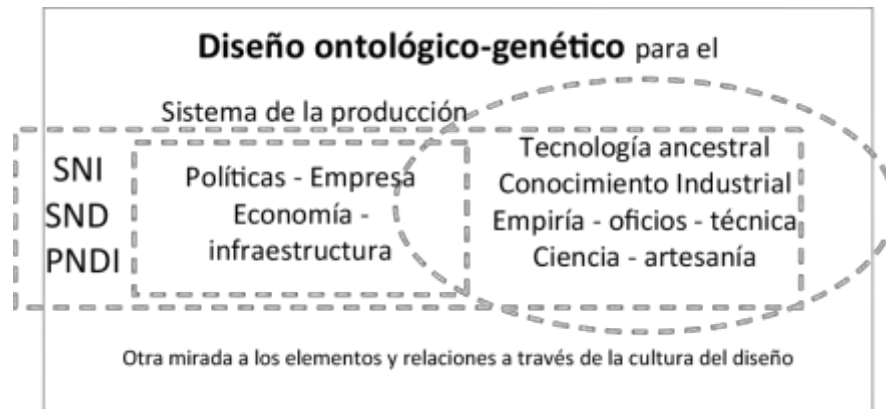 Diseño ontológico-genético para el
Sistema de la producción
SNI
SND
PNDI
Políticas - Empresa
Economía -
infraestructura
Tecnología ancestral
Conocimiento Industrial
Empiría - oficios - técnica
Ciencia - artesanía
Otra mirada a los elementos y relaciones a través de la cultura del diseño